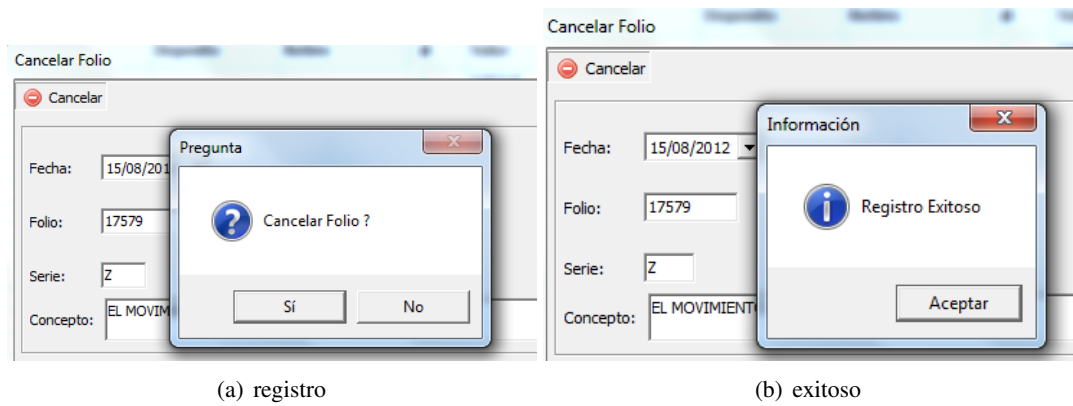 Cancelar Folio
Cancelar
Fecha: 15/08/201
Folio: 17579
Serie: Z
Concepto: EL MOVIM
Pregunta
Cancelar Folio ?
Sí No
(a) registro
Cancelar Folio
Cancelar
Fecha: 15/08/2012
Folio: 17579
Serie: Z
Concepto: EL MOVIMIENT
Información
Registro Exitoso
Aceptar
(b) exitoso